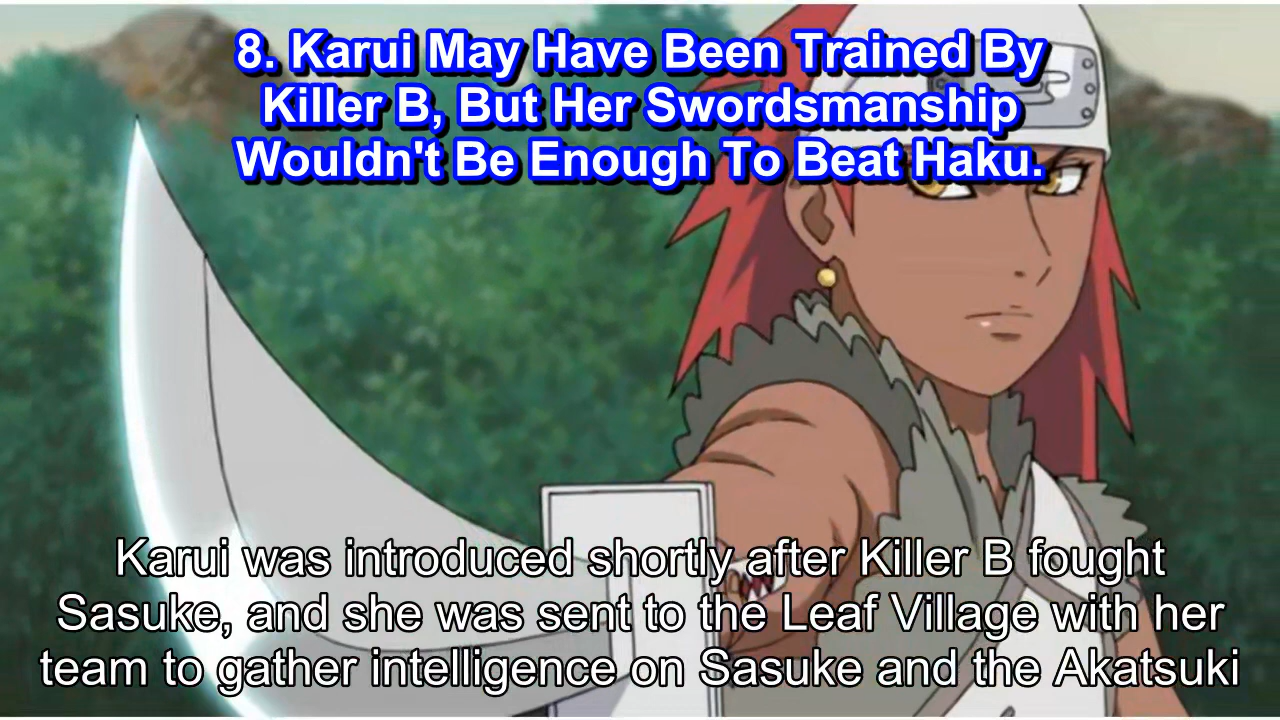 8. Karui May Have Been Trained By
Killer B, But Her Swordsmanship
Wouldn't Be Enough To Beat Haku.
Karui was introduced shortly after Killer B fought
Sasuke, and she was sent to the Leaf Village with her
team to gather intelligence on Sasuke and the Akatsuki